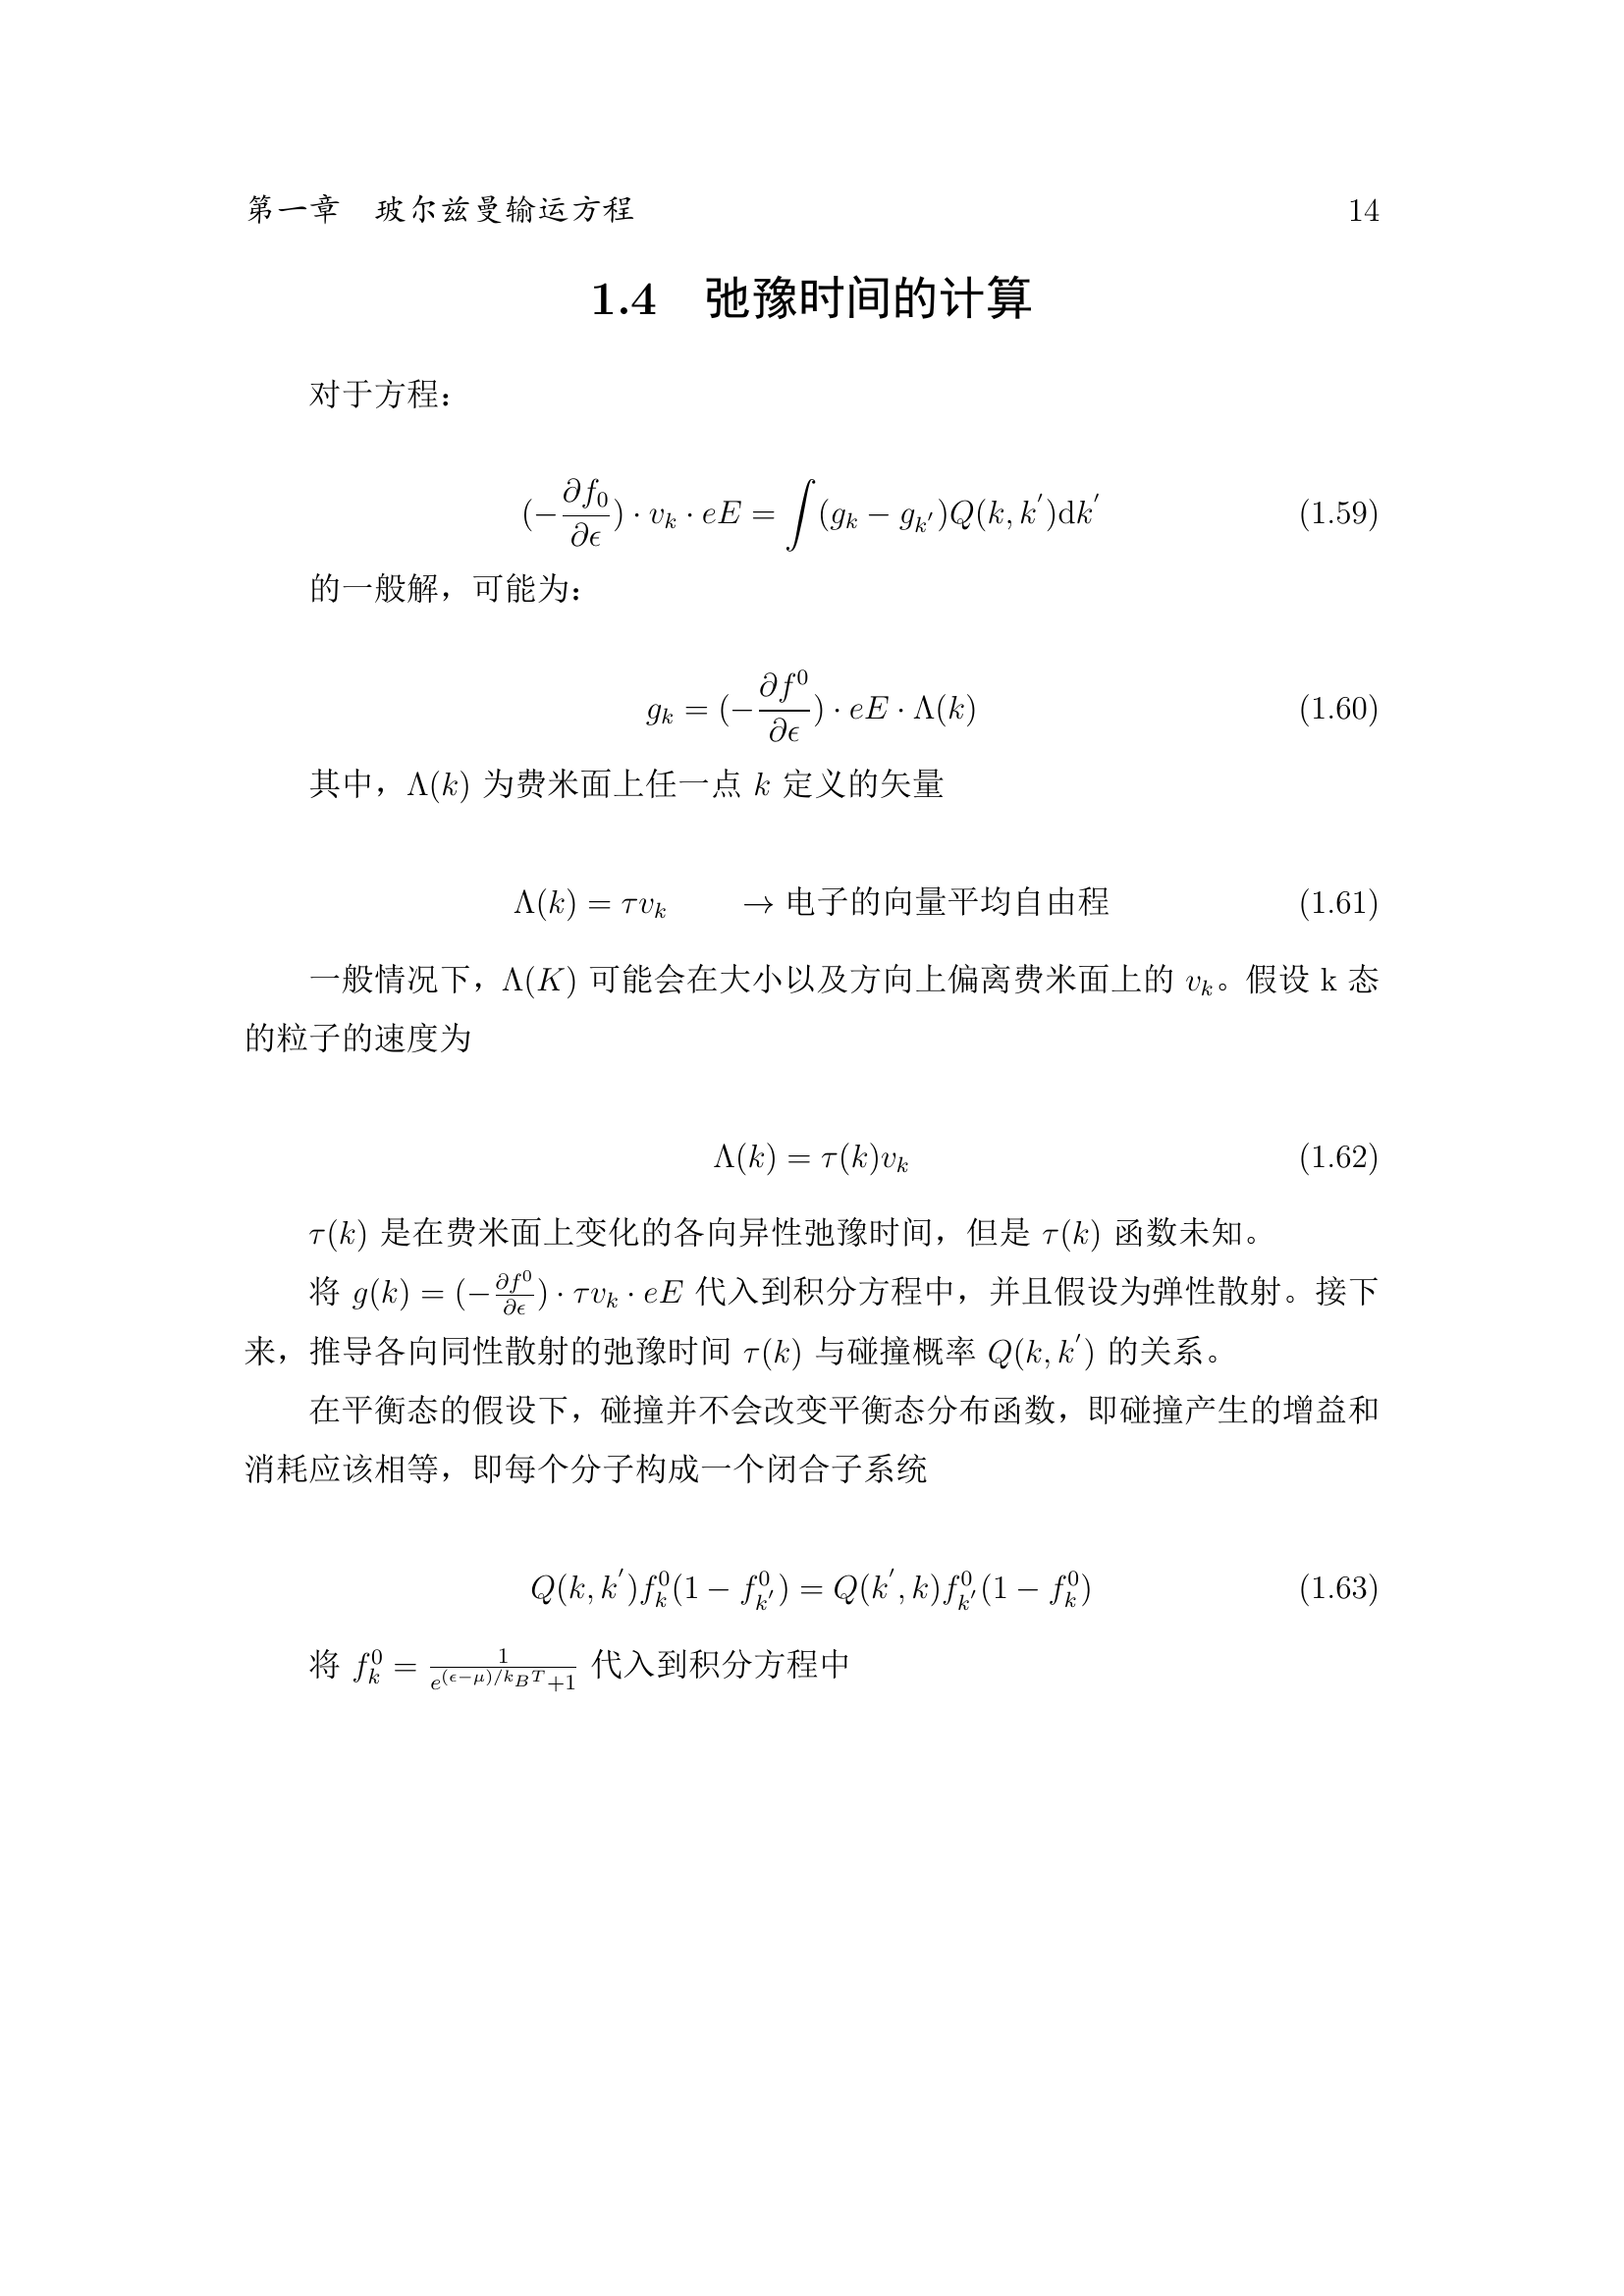 第一章 玻尔兹曼输运方程 14
1.4 弛豫时间的计算
对于方程：
$(-\frac{\partial f_0}{\partial \epsilon}) \cdot v_k \cdot eE = \int (g_k - g_{k'}) Q(k, k^{'}) \mathrm{d}k^{'}$ (1.59)
的一般解，可能为：
$g_k = (-\frac{\partial f^0}{\partial \epsilon}) \cdot eE \cdot \Lambda(k)$ (1.60)
其中，$\Lambda(k)$ 为费米面上任一点 $k$ 定义的矢量
$\Lambda(k) = \tau v_k \qquad \rightarrow$ 电子的向量平均自由程 (1.61)
一般情况下，$\Lambda(K)$ 可能会在大小以及方向上偏离费米面上的 $v_k$。假设 k 态
的粒子的速度为
$\Lambda(k) = \tau(k) v_k$ (1.62)
$\tau(k)$ 是在费米面上变化的各向异性弛豫时间，但是 $\tau(k)$ 函数未知。
将 $g(k) = (-\frac{\partial f^0}{\partial \epsilon}) \cdot \tau v_k \cdot eE$ 代入到积分方程中，并且假设为弹性散射。接下
来，推导各向同性散射的弛豫时间 $\tau(k)$ 与碰撞概率 $Q(k, k^{'})$ 的关系。
在平衡态的假设下，碰撞并不会改变平衡态分布函数，即碰撞产生的增益和
消耗应该相等，即每个分子构成一个闭合子系统
$Q(k, k^{'}) f_k^0 (1 - f_{k'}^0) = Q(k^{'}, k) f_{k'}^0 (1 - f_k^0)$ (1.63)
将 $f_k^0 = \frac{1}{e^{(\epsilon-\mu)/k_B T}+1}$ 代入到积分方程中